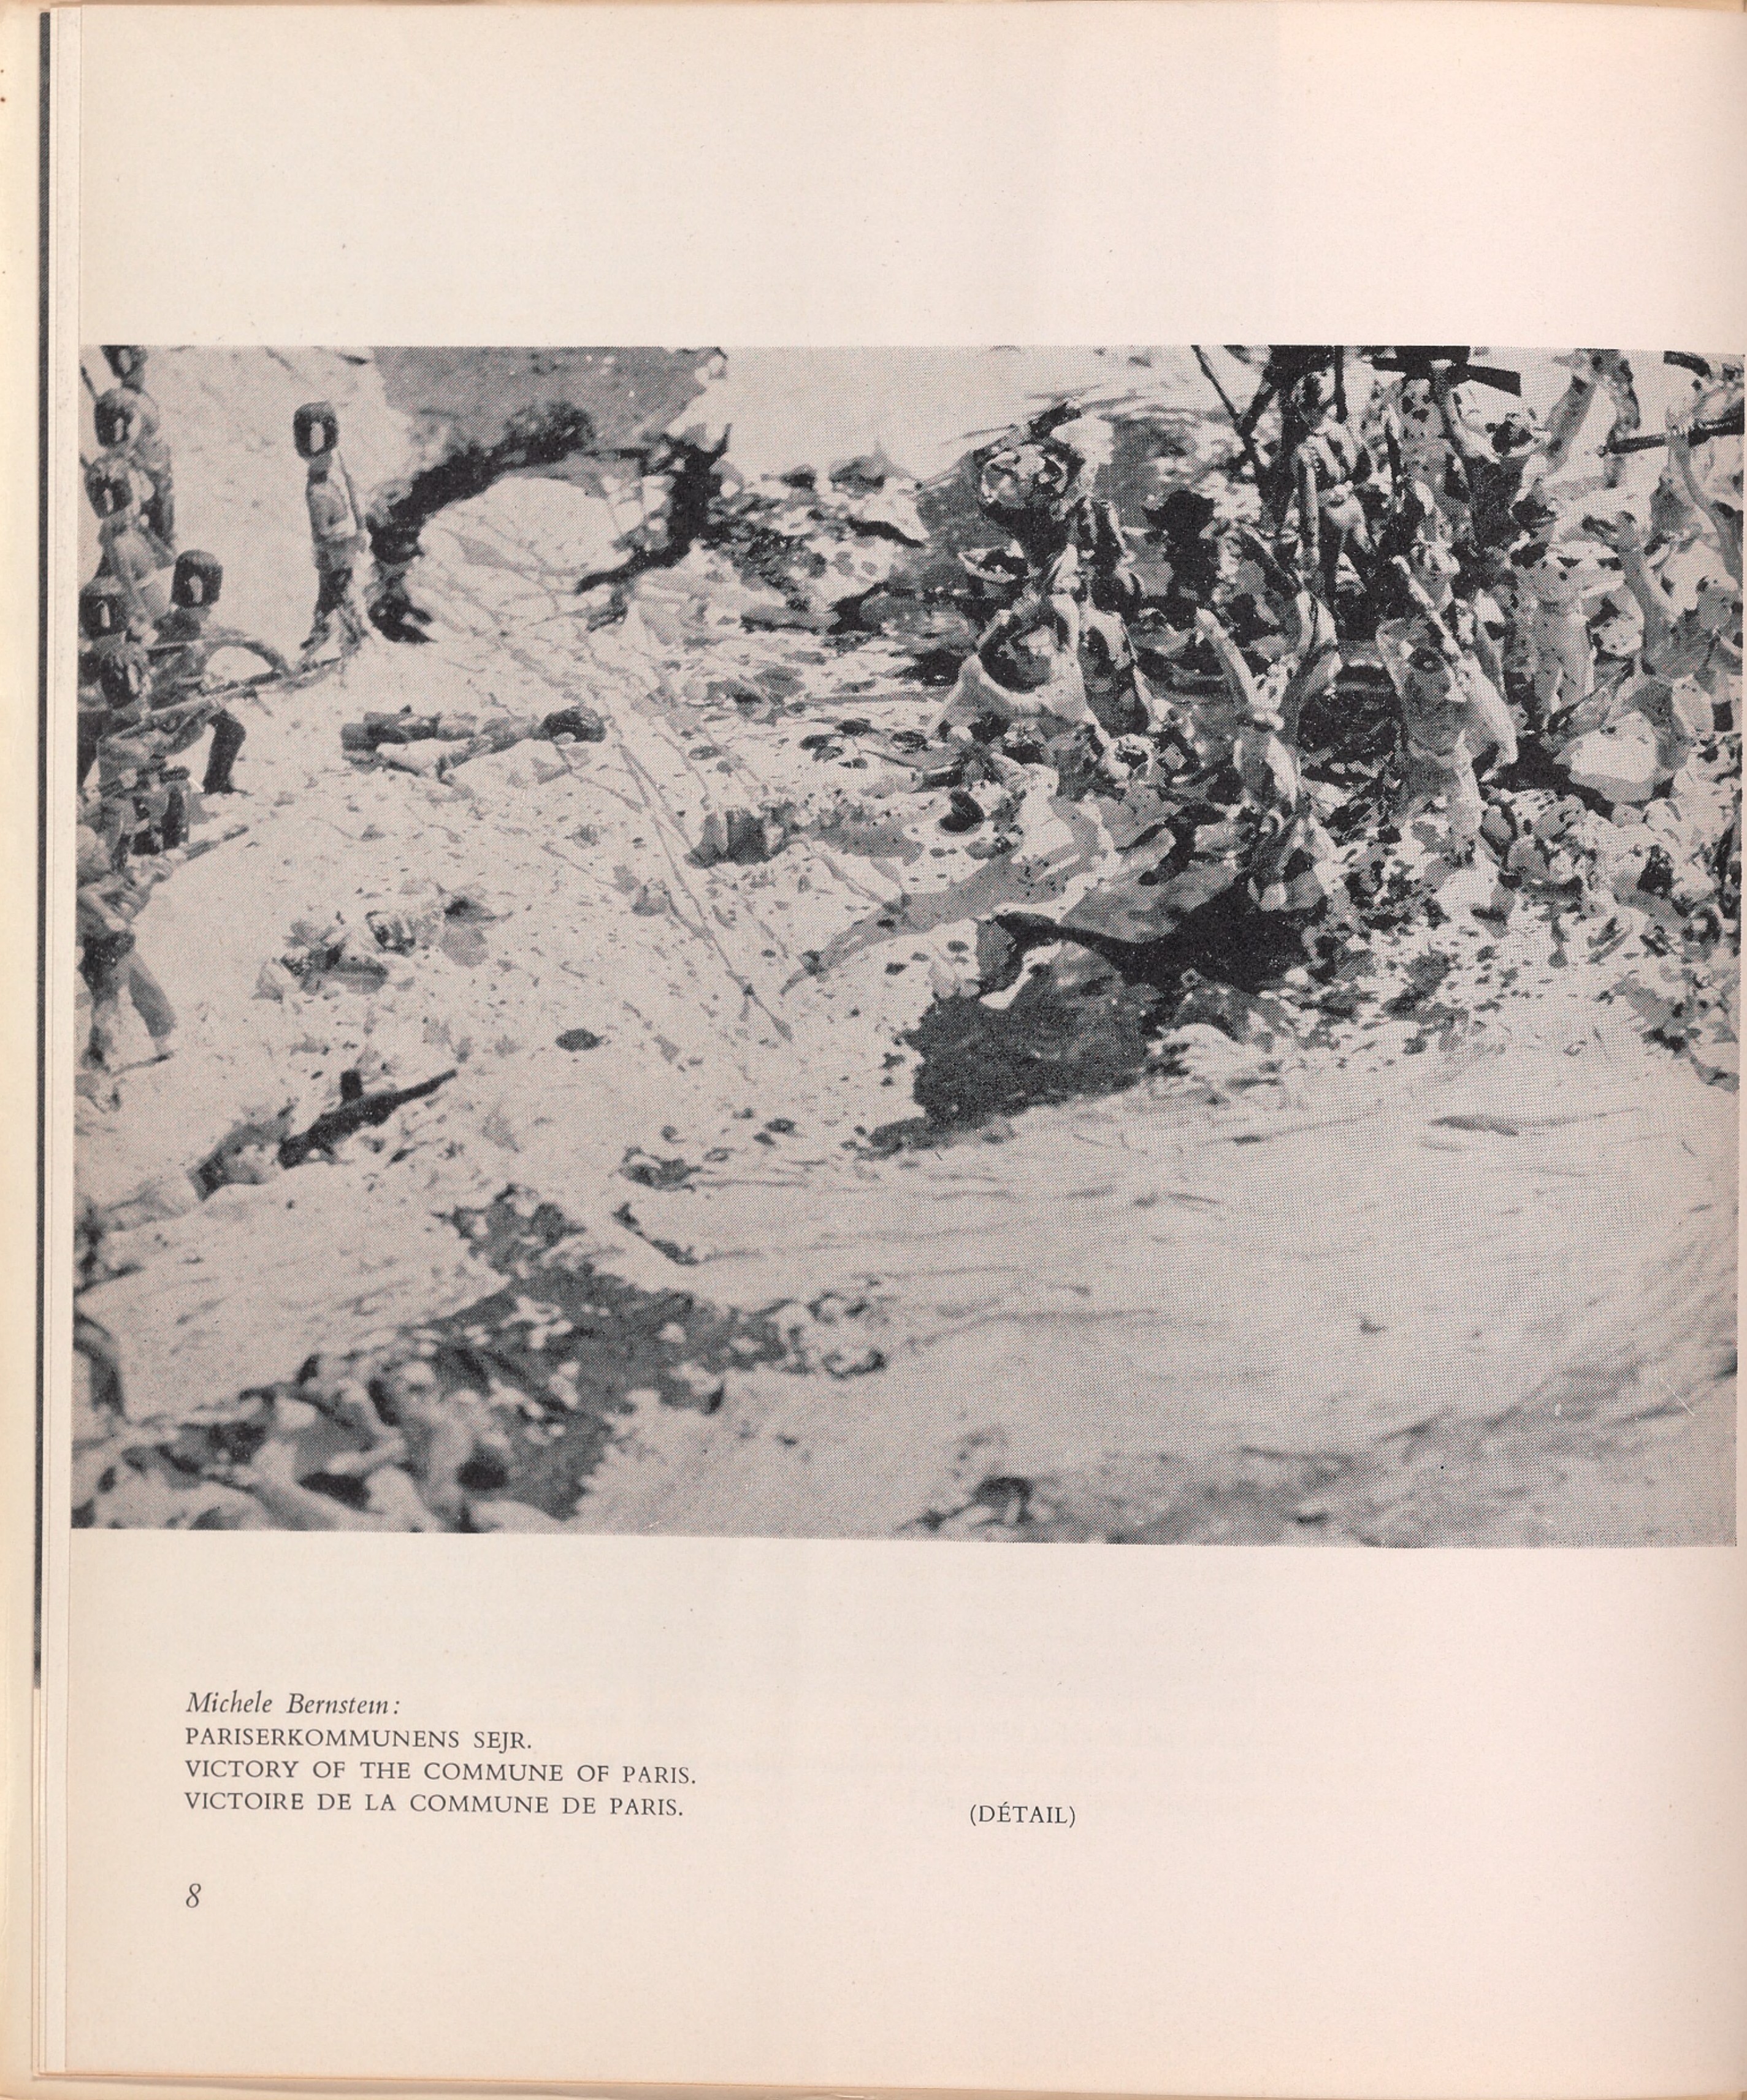 Michele Bernstein:
PARISERKOMMUNENS SEJR.
VICTORY OF THE COMMUNE OF PARIS.
VICTOIRE DE LA COMMUNE DE PARIS.
(DÉTAIL)
8